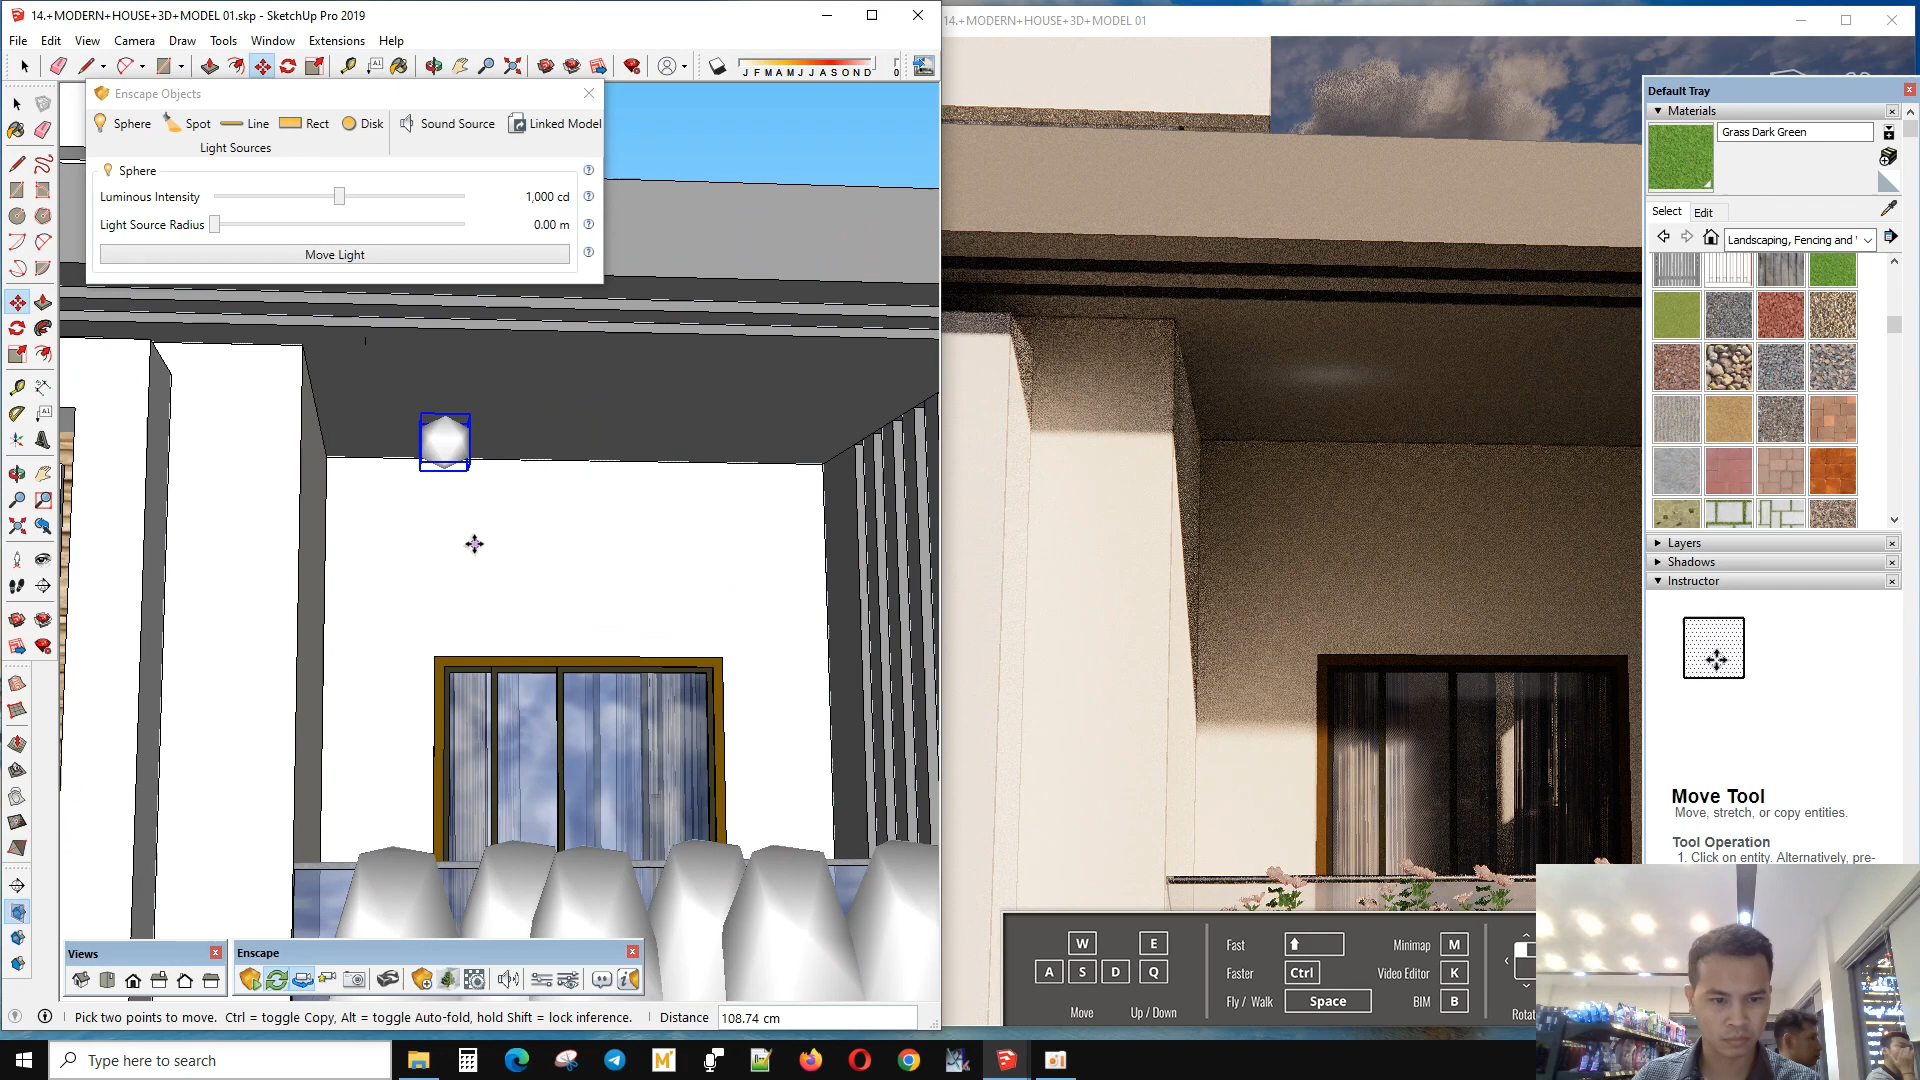 14.+MODERN+HOUSE+3D+MODEL 01.skp - SketchUp Pro 2019
14.+MODERN+HOUSE+3D+MODEL 01
File Edit View Camera Draw Tools Window Extensions Help
J F M A M J J A S O N D
Default Tray
Materials
Grass Dark Green
Select Edit
Landscaping, Fencing and '
Enscape Objects
Sphere Spot Line Rect Disk Sound Source Linked Model
Light Sources
Sphere
Luminous Intensity 1,000 cd
Light Source Radius 0.00 m
Move Light
Layers
Shadows
Instructor
Move Tool
Move, stretch, or copy entities.
Tool Operation
1. Click on entity. Alternatively, pre-
Views
Enscape
W E
A S D Q
Move Up / Down
Fast
Faster Ctrl
Fly / Walk Space
Minimap M
Video Editor K
BIM B
Rotat
Pick two points to move. Ctrl = toggle Copy, Alt = toggle Auto-fold, hold Shift = lock inference.
Distance 108.74 cm
Type here to search